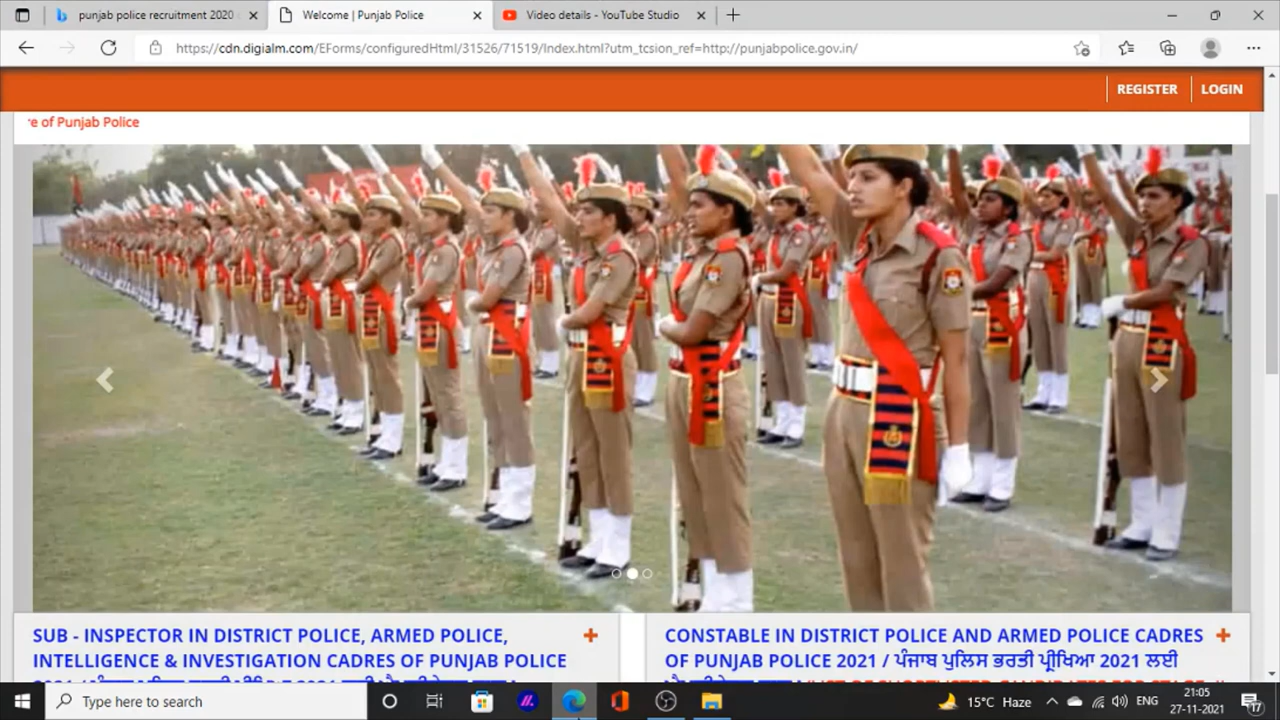 punjab police recruitment 2020
Welcome | Punjab Police
Video details - YouTube Studio
https://cdn.digialm.com/EForms/configuredHtml/31526/71519/Index.html?utm_tcsion_ref=http://punjabpolice.gov.in/
REGISTER LOGIN
re of Punjab Police
SUB - INSPECTOR IN DISTRICT POLICE, ARMED POLICE,
INTELLIGENCE & INVESTIGATION CADRES OF PUNJAB POLICE
CONSTABLE IN DISTRICT POLICE AND ARMED POLICE CADRES
OF PUNJAB POLICE 2021 / ਪੰਜਾਬ ਪੁਲਿਸ ਭਰਤੀ ਪ੍ਰੀਖਿਆ 2021 ਲਈ
Type here to search
15°C Haze
ENG
21:05
27-11-2021
17